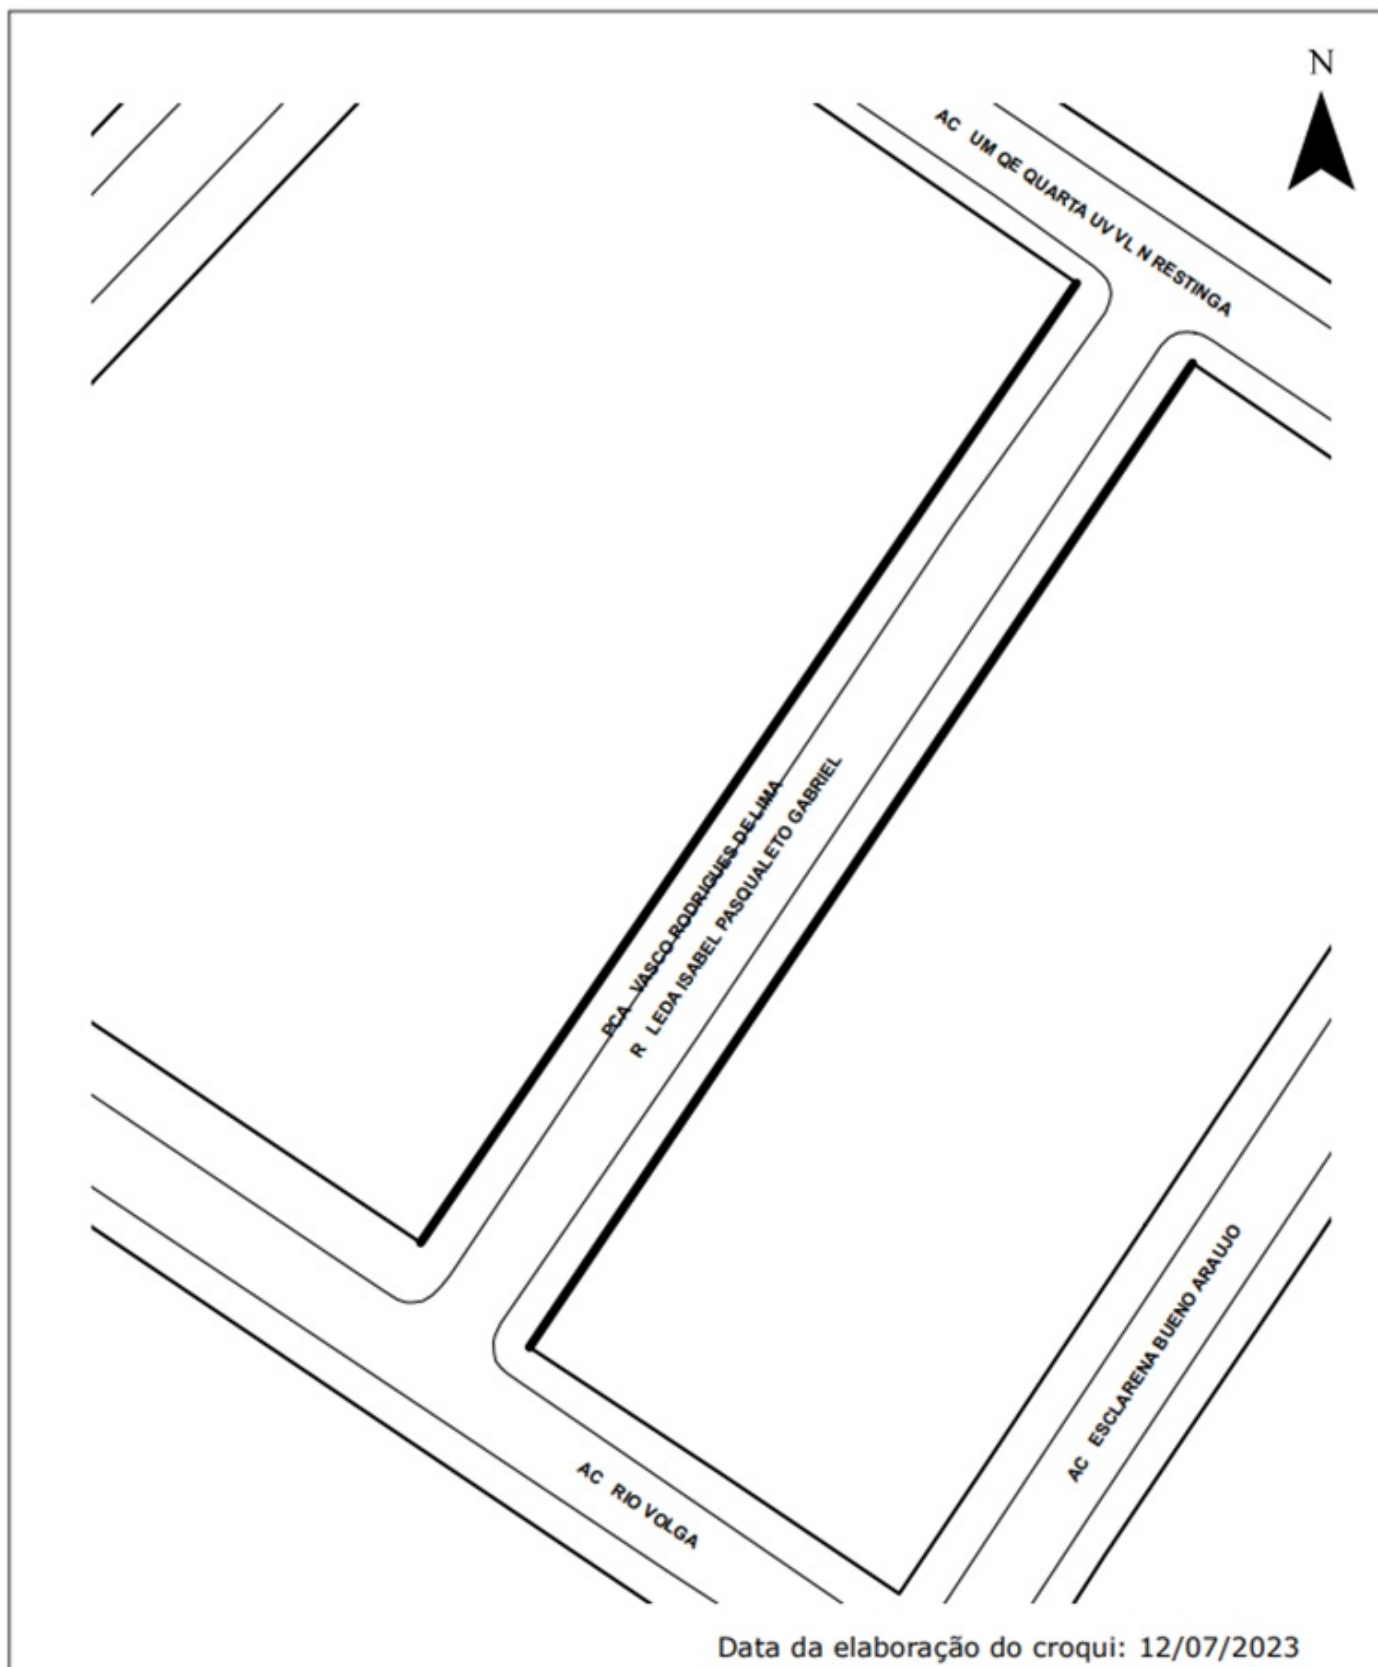 N
AC UM QE QUARTA UV VL N RESTINGA
PCA VASCO RODRIGUES DE LIMA
R LEDA ISABEL PASQUALETO GABRIEL
AC ESCLARENA BUENO ARAUJO
AC RIO VOLGA
Data da elaboração do croqui: 12/07/2023